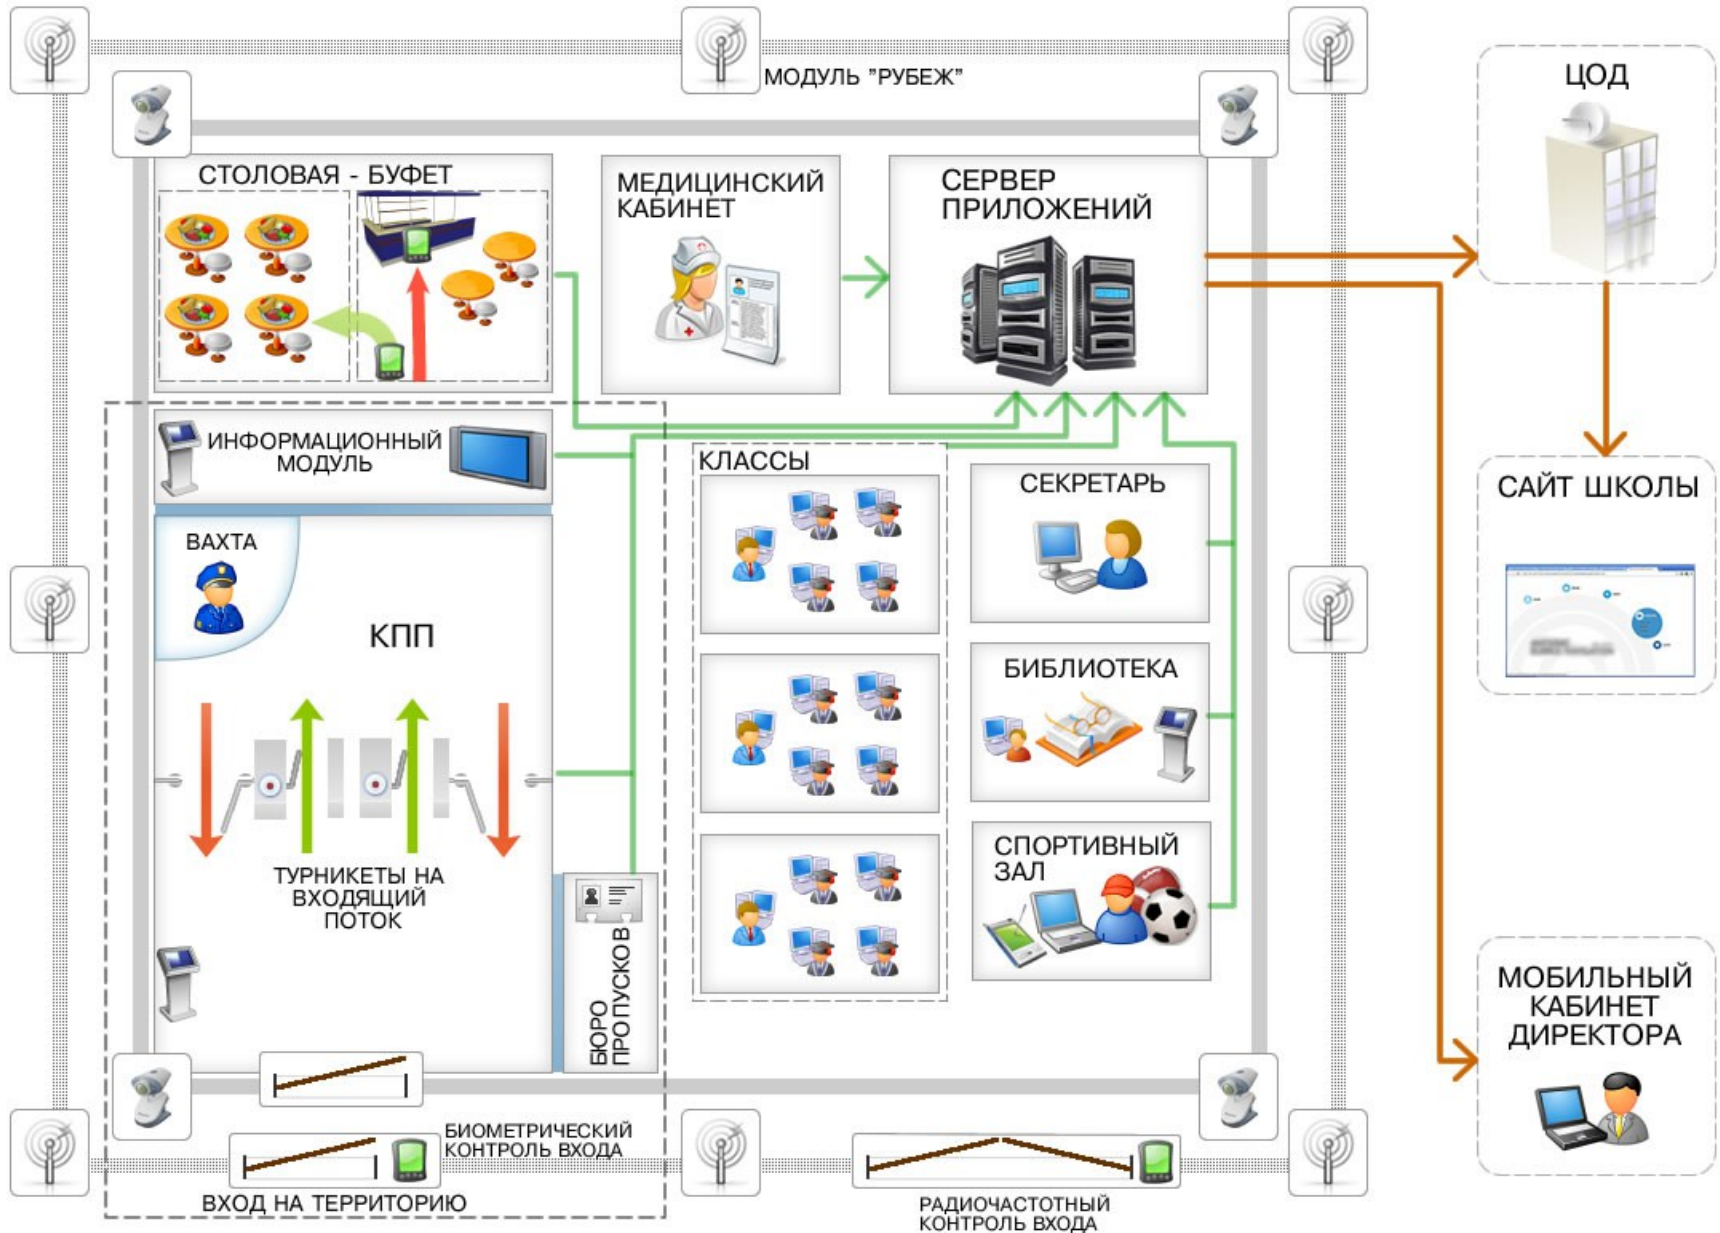 МОДУЛЬ "РУБЕЖ"
ЦОД
СТОЛОВАЯ - БУФЕТ
МЕДИЦИНСКИЙ
КАБИНЕТ
СЕРВЕР
ПРИЛОЖЕНИЙ
ИНФОРМАЦИОННЫЙ
МОДУЛЬ
КЛАССЫ
СЕКРЕТАРЬ
САЙТ ШКОЛЫ
ВАХТА
КПП
БИБЛИОТЕКА
СПОРТИВНЫЙ
ЗАЛ
ТУРНИКЕТЫ НА
ВХОДЯЩИЙ
ПОТОК
БЮРО
ПРОПУСКОВ
МОБИЛЬНЫЙ
КАБИНЕТ
ДИРЕКТОРА
БИОМЕТРИЧЕСКИЙ
КОНТРОЛЬ ВХОДА
ВХОД НА ТЕРРИТОРИЮ
РАДИОЧАСТОТНЫЙ
КОНТРОЛЬ ВХОДА